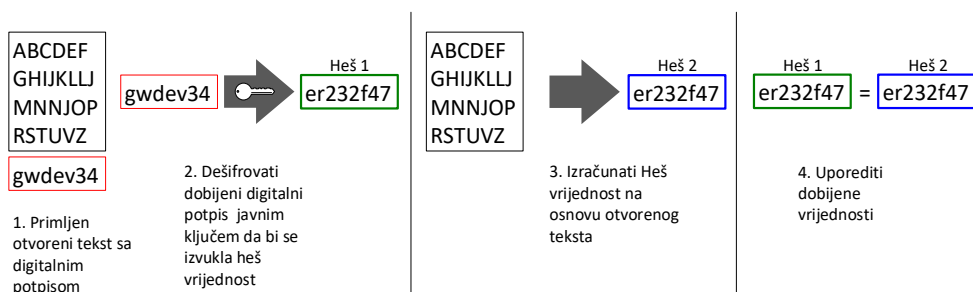 ABCDEF
GHIJKLLJ
MNNJOP
RSTUVZ
gwdev34
1. Primljen
otvoreni tekst sa
digitalnim
potpisom
gwdev34
Heš 1
er232f47
2. Dešifrovati
dobijeni digitalni
potpis javnim
ključem da bi se
izvukla heš
vrijednost
ABCDEF
GHIJKLLJ
MNNJOP
RSTUVZ
Heš 2
er232f47
3. Izračunati Heš
vrijednost na
osnovu otvorenog
teksta
Heš 1 Heš 2
er232f47 = er232f47
4. Uporediti
dobijene
vrijednosti